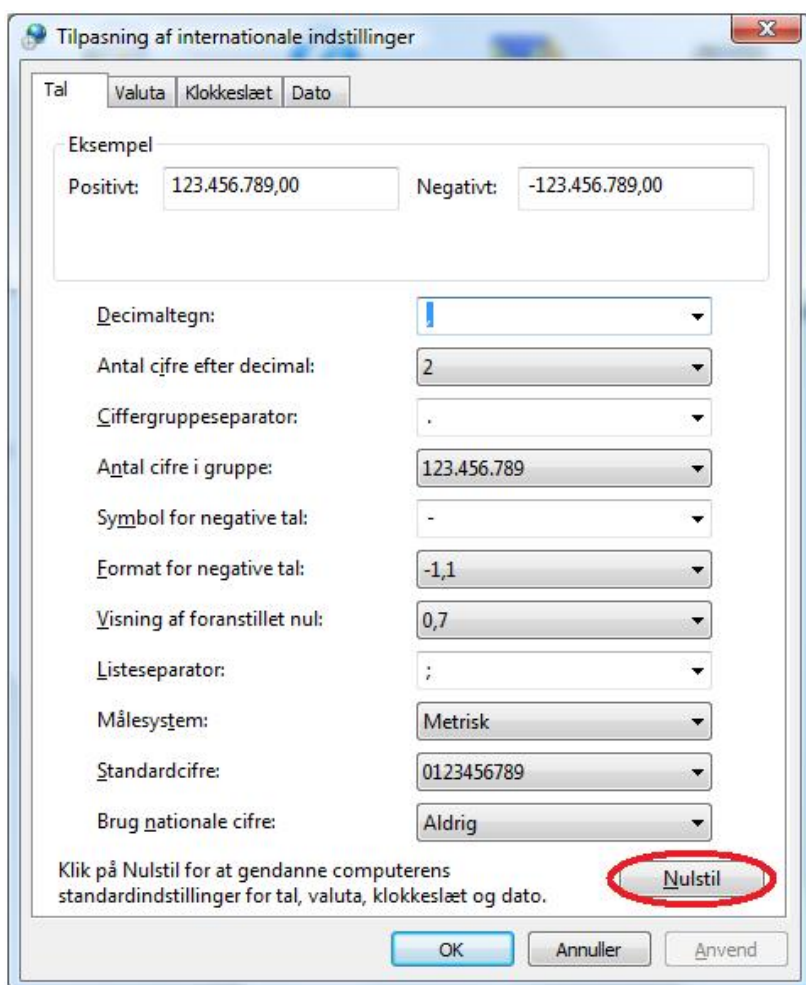 Tilpasning af internationale indstillinger
Tal Valuta Klokkeslæt Dato
Eksempel
Positivt: 123.456.789,00 Negativt: -123.456.789,00
Decimaltegn: ,
Antal cifre efter decimal: 2
Ciffergruppeseparator: .
Antal cifre i gruppe: 123.456.789
Symbol for negative tal: -
Format for negative tal: -1,1
Visning af foranstillet nul: 0,7
Listeseparator: ;
Målesystem: Metrisk
Standardcifre: 0123456789
Brug nationale cifre: Aldrig
Klik på Nulstil for at gendanne computerens
standardindstillinger for tal, valuta, klokkeslæt og dato.
Nulstil
OK Annuller Anvend